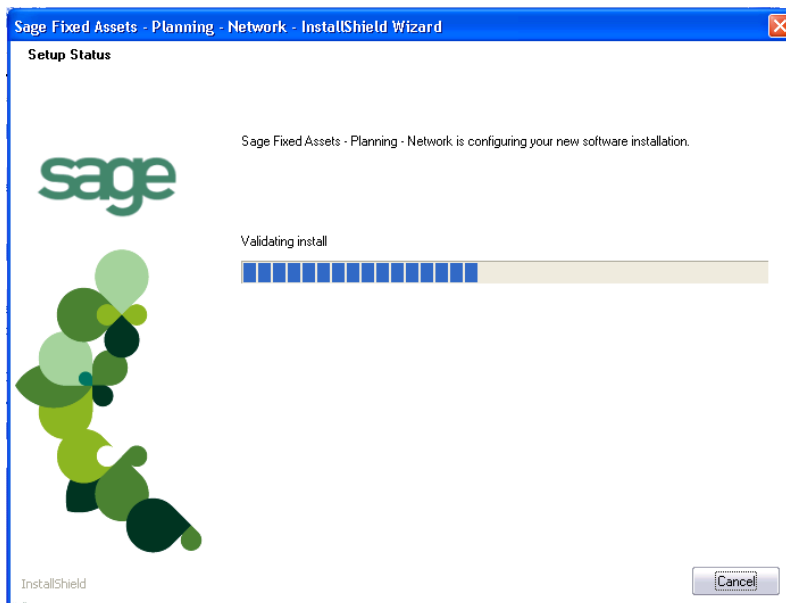 Sage Fixed Assets - Planning - Network - InstallShield Wizard
Setup Status
Sage Fixed Assets - Planning - Network is configuring your new software installation.
sage
Validating install
InstallShield
Cancel